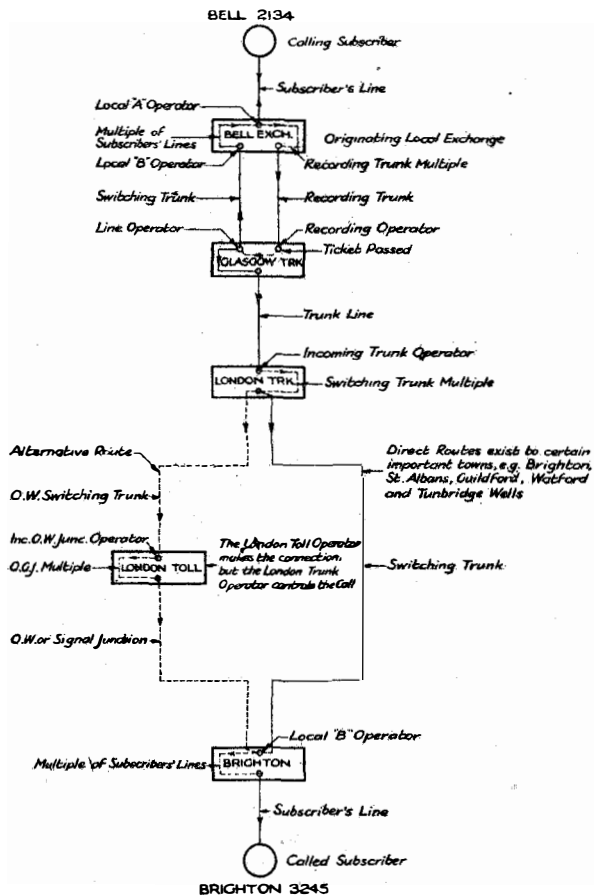 BELL 2134
Calling Subscriber
Subscriber's Line
Local "A" Operator
Multiple of
Subscribers' Lines
BELL EXCH.
Originating Local Exchange
Local "B" Operator
Recording Trunk Multiple
Switching Trunk
Recording Trunk
Line Operator
Recording Operator
Ticket Passed
GLASGOW TRK
Trunk Line
Incoming Trunk Operator
LONDON TRK.
Switching Trunk Multiple
Alternative Route
Direct Routes exist to certain
important towns, e.g. Brighton,
St. Albans, Guildford, Watford
and Tunbridge Wells
O.W. Switching Trunk
Inc. O.W. Junc. Operator
LONDON TOLL
O.G.J. Multiple
The London Toll Operator
makes the connection
but the London Trunk
Operator controls the Call
Switching Trunk
O.W. or Signal Junction
Local "B" Operator
Multiple of Subscribers' Lines
BRIGHTON
Subscriber's Line
Called Subscriber
BRIGHTON 3245